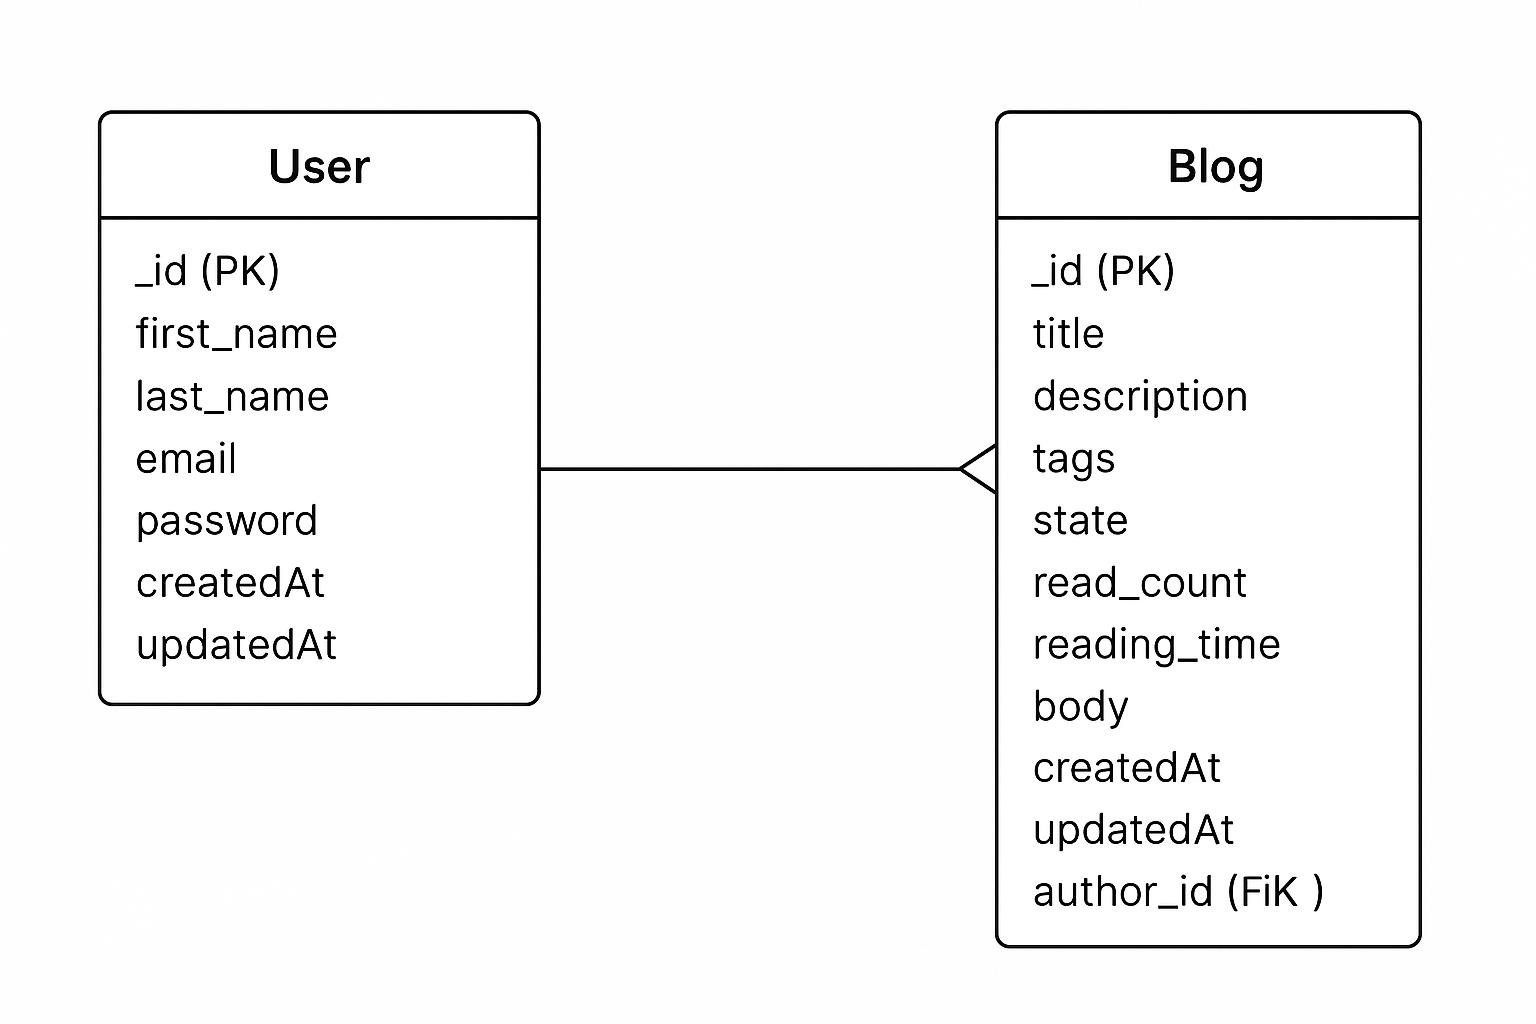 User
_id (PK)
first_name
last_name
email
password
createdAt
updatedAt
Blog
_id (PK)
title
description
tags
state
read_count
reading_time
body
createdAt
updatedAt
author_id (FiK )